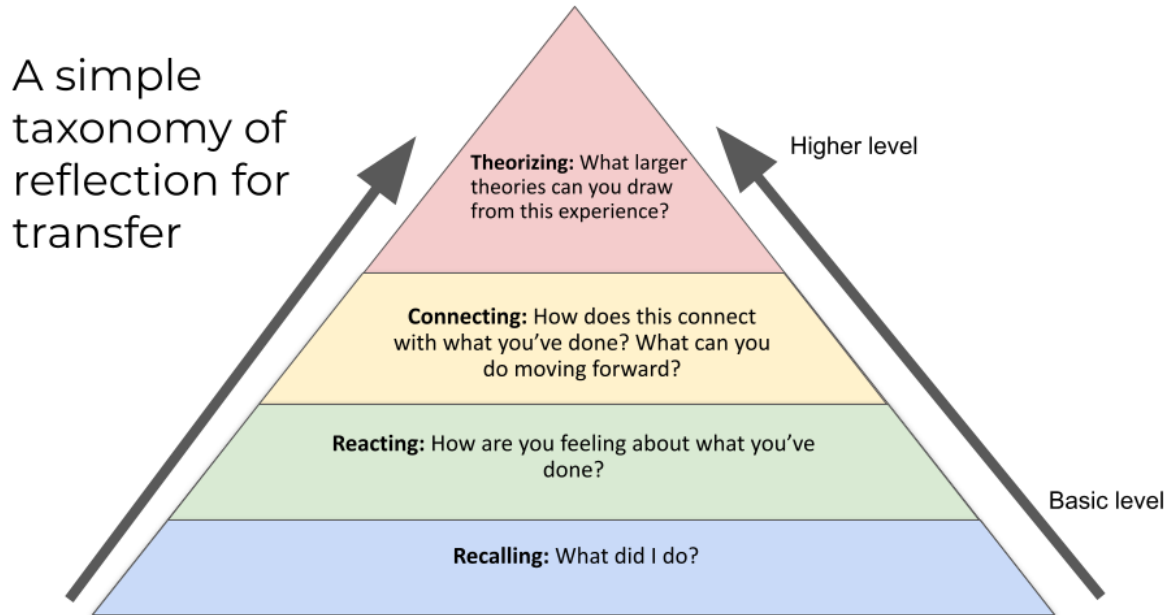 A simple
taxonomy of
reflection for
transfer
Higher level
Theorizing: What larger
theories can you draw
from this experience?
Connecting: How does this connect
with what you've done? What can you
do moving forward?
Reacting: How are you feeling about what you've
done?
Basic level
Recalling: What did I do?